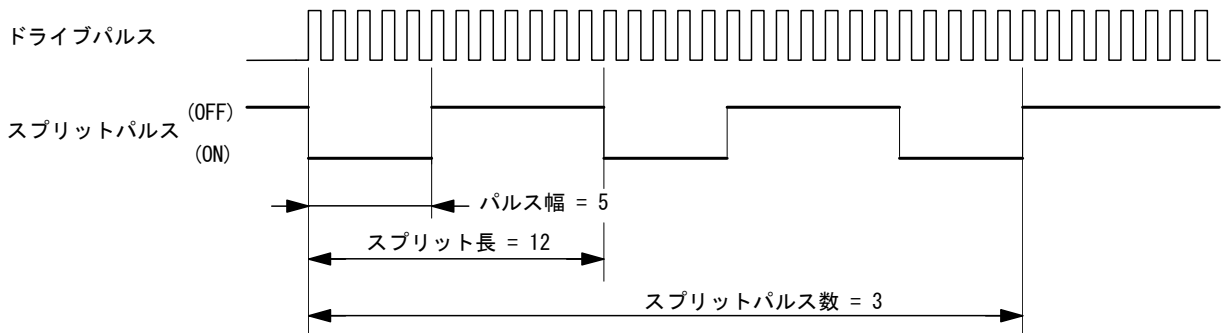 ドライブパルス
(OFF)
スプリットパルス
(ON)
パルス幅 = 5
スプリット長 = 12
スプリットパルス数 = 3